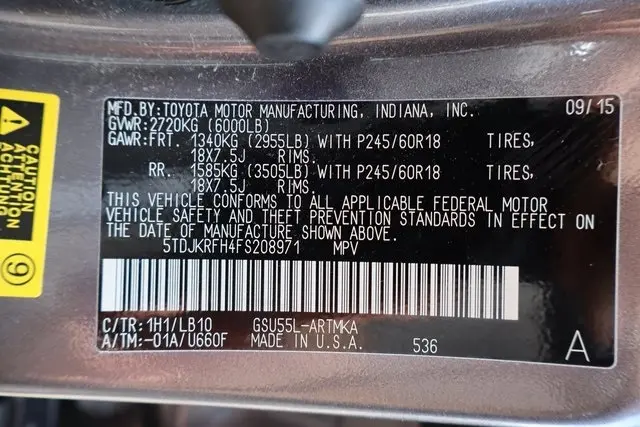 MFD.BY:TOYOTA MOTOR MANUFACTURING, INDIANA, INC. 09/15
GVWR:2720KG (6000LB)
GAWR:FRT. 1340KG (2955LB) WITH P245/60R18 TIRES,
18X7.5J RIMS.
RR. 1585KG (3505LB) WITH P245/60R18 TIRES,
18X7.5J RIMS.
THIS VEHICLE CONFORMS TO ALL APPLICABLE FEDERAL MOTOR
VEHICLE SAFETY AND THEFT PREVENTION STANDARDS IN EFFECT ON
THE DATE OF MANUFACTURE SHOWN ABOVE.
5TDJKRFH4FS208971 MPV
C/TR:1H1/LB10 GSU55L-ARTMKA
A/TM:-01A/U660F MADE IN U.S.A. 536 A
CAUTION
ATTENTION
ACHTUNG
9